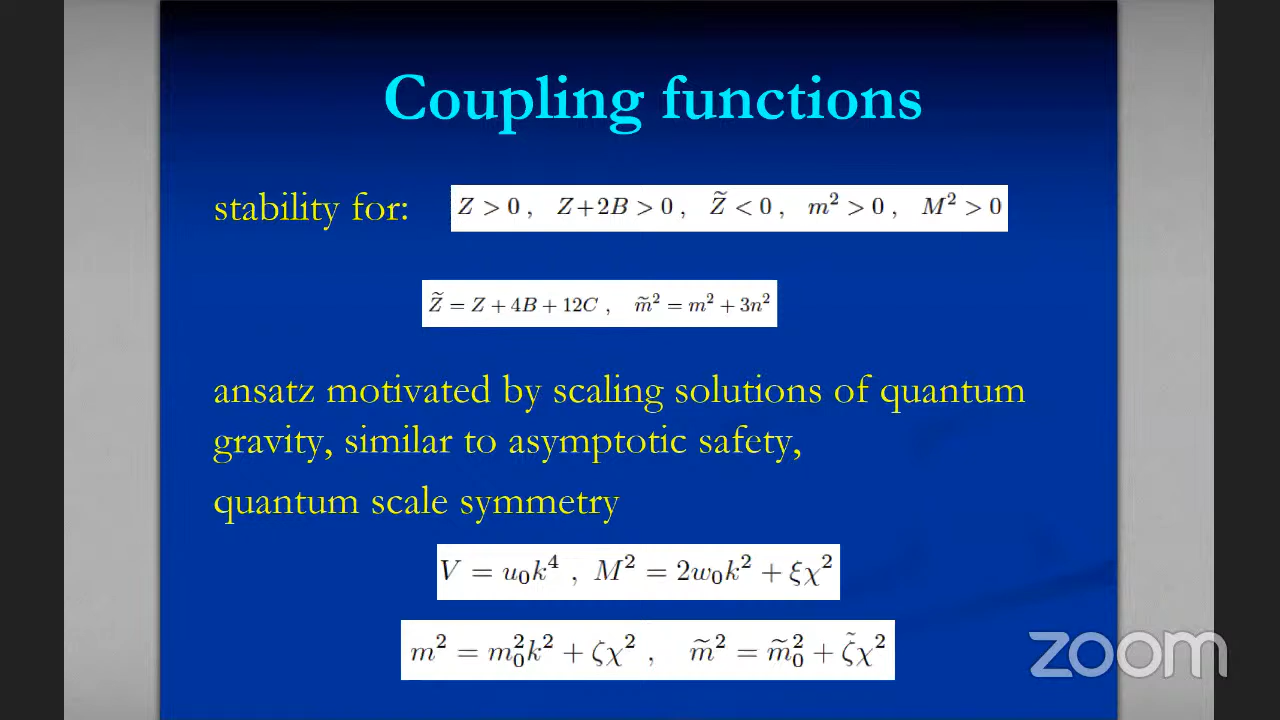 Coupling functions
stability for: Z > 0 , Z + 2B > 0 , Z̃ < 0 , m² > 0 , M² > 0
Z̃ = Z + 4B + 12C , m̃² = m² + 3n²
ansatz motivated by scaling solutions of quantum
gravity, similar to asymptotic safety,
quantum scale symmetry
V = u₀k⁴ , M² = 2w₀k² + ξχ²
m² = m₀²k² + ζχ² , m̃² = m̃₀² + ζ̃χ²
zoom